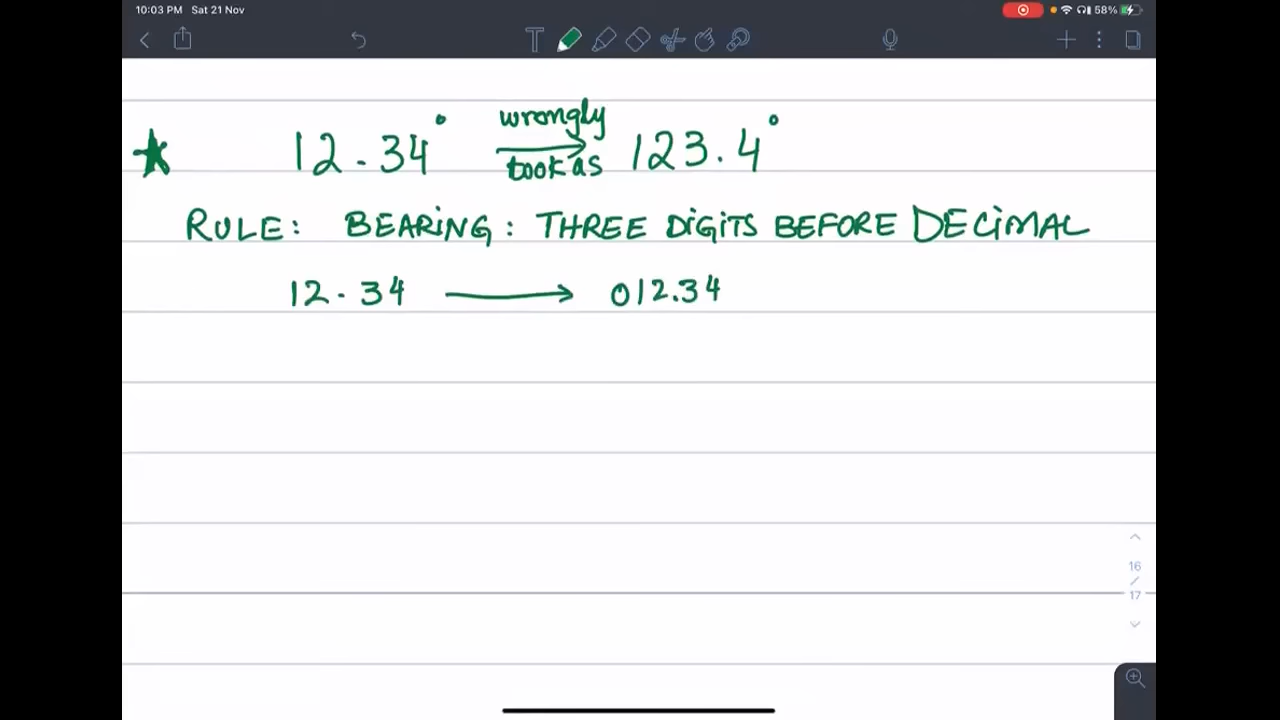 10:03 PM Sat 21 Nov
58%
T
wrongly
12.34° → 123.4°
took as
RULE: BEARING: THREE DIGITS BEFORE DECIMAL
12.34 → 012.34
16
/
17